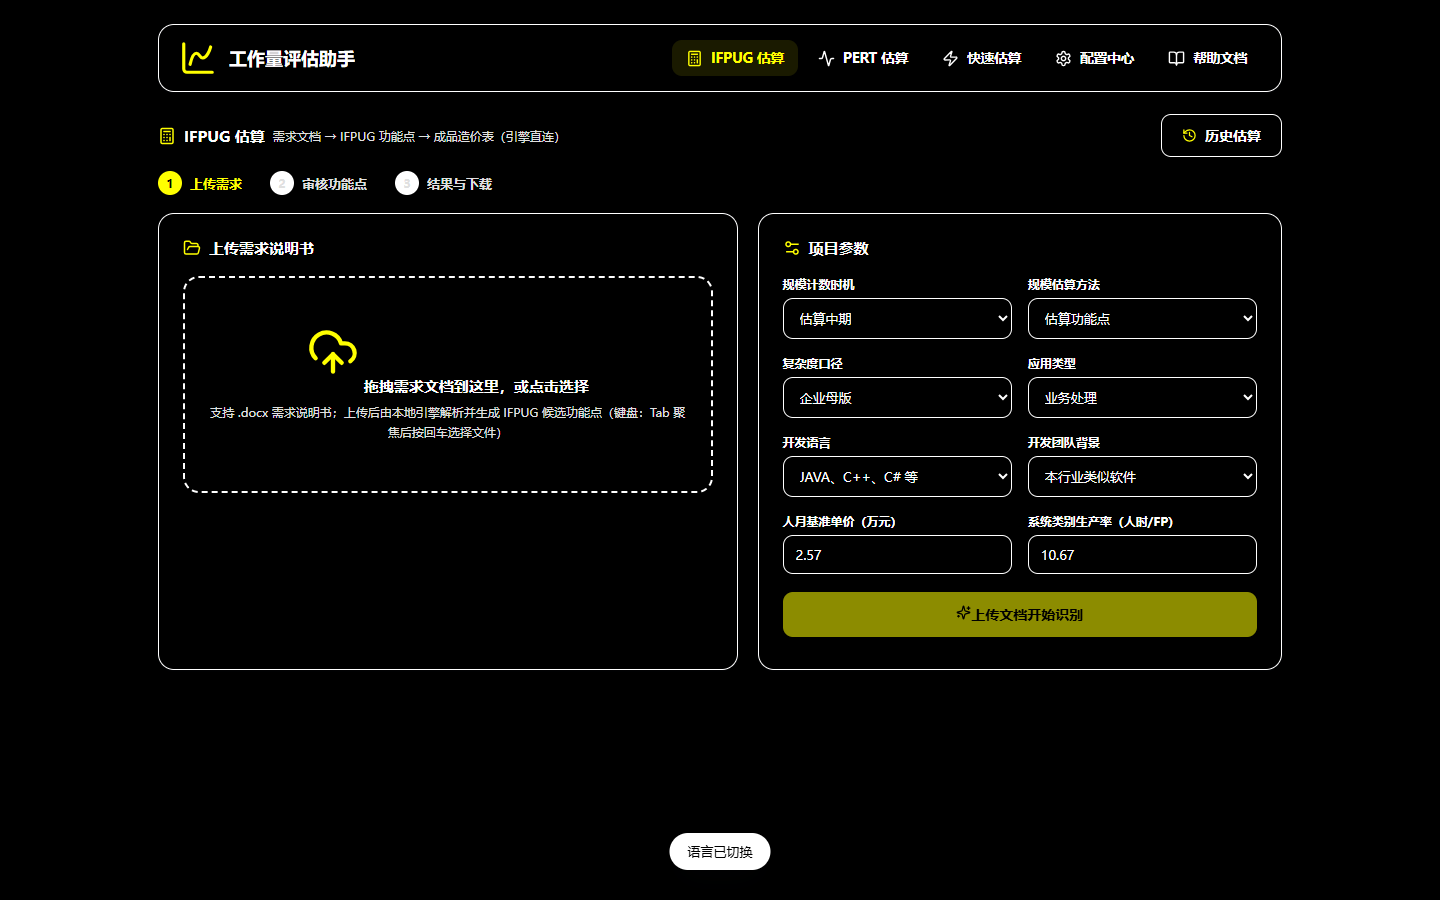 工作量评估助手
IFPUG 估算
PERT 估算
快速估算
配置中心
帮助文档
IFPUG 估算 需求文档 → IFPUG 功能点 → 成品造价表（引擎直连）
历史估算
1 上传需求
2 审核功能点
3 结果与下载
上传需求说明书
拖拽需求文档到这里，或点击选择
支持 .docx 需求说明书；上传后由本地引擎解析并生成 IFPUG 候选功能点（键盘：Tab 聚
焦后按回车选择文件）
项目参数
规模计数时机
规模估算方法
估算中期
估算功能点
复杂度口径
应用类型
企业母版
业务处理
开发语言
开发团队背景
JAVA、C++、C# 等
本行业类似软件
人月基准单价（万元）
系统类别生产率（人时/FP）
2.57
10.67
上传文档开始识别
语言已切换